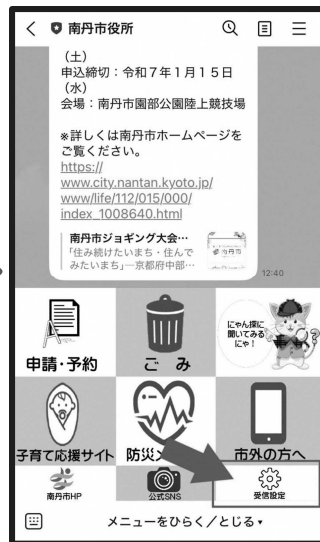 南丹市役所
（土）
申込締切：令和７年１月１５日
（水）
会場：南丹市園部公園陸上競技場
※詳しくは南丹市ホームページを
ご覧ください。
https://
www.city.nantan.kyoto.jp/
www/life/112/015/000/
index_1008640.html
南丹市ジョギング大会…
「住み続けたいまち・住んで
みたいまち」―京都府中部…
12:40
申請・予約
ごみ
にゃん探に
聞いてみる
にゃ！
子育て応援サイト
防災メ
市外の方へ
南丹市HP
公式SNS
受信設定
メニューをひらく／とじる▾